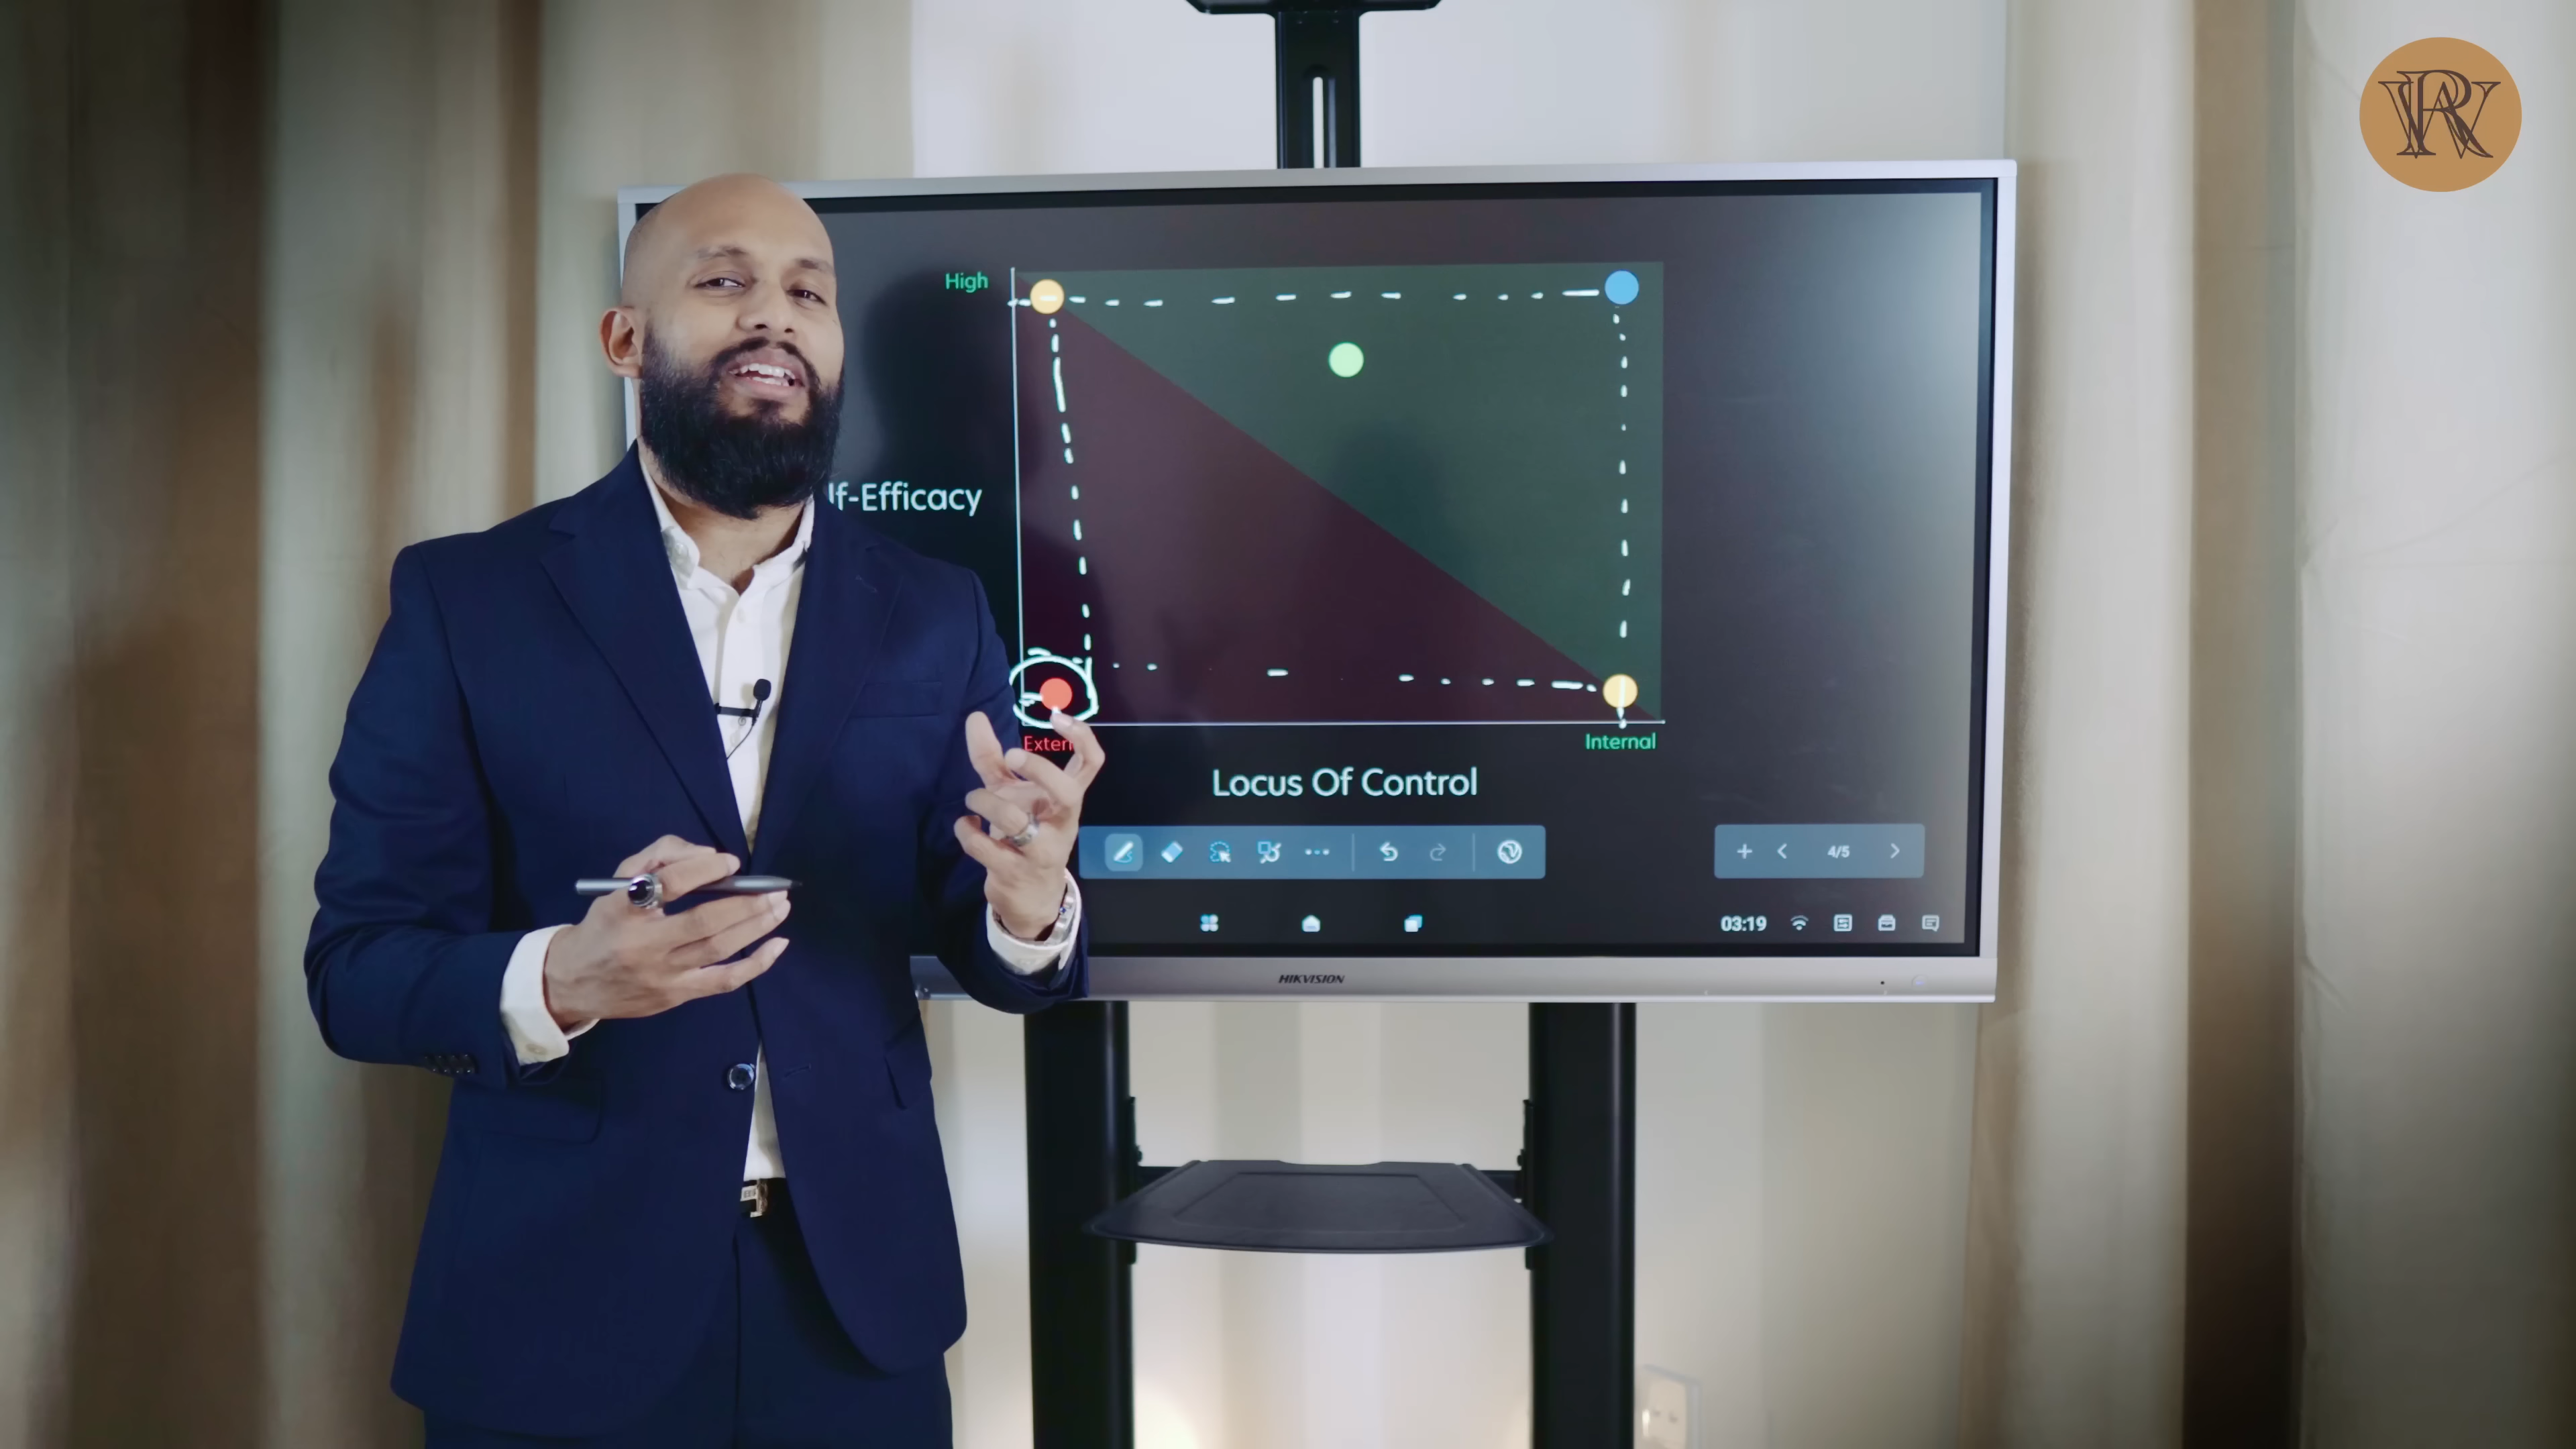 High
lf-Efficacy
Extern
Internal
Locus Of Control
4/5
03:19
HIKVISION